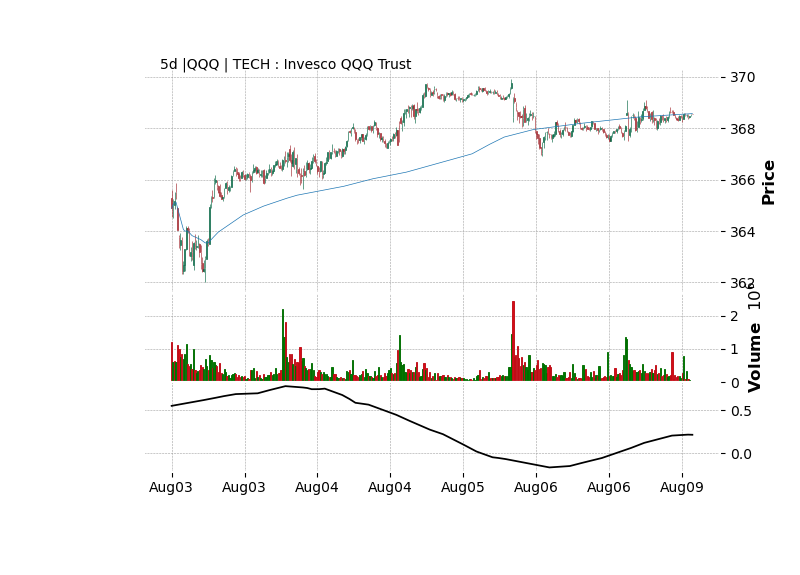 5d |QQQ | TECH : Invesco QQQ Trust
370
368
366
364
362
Price
2
1
0
Volume 10⁶
0.5
0.0
Aug03 Aug03 Aug04 Aug04 Aug05 Aug06 Aug06 Aug09